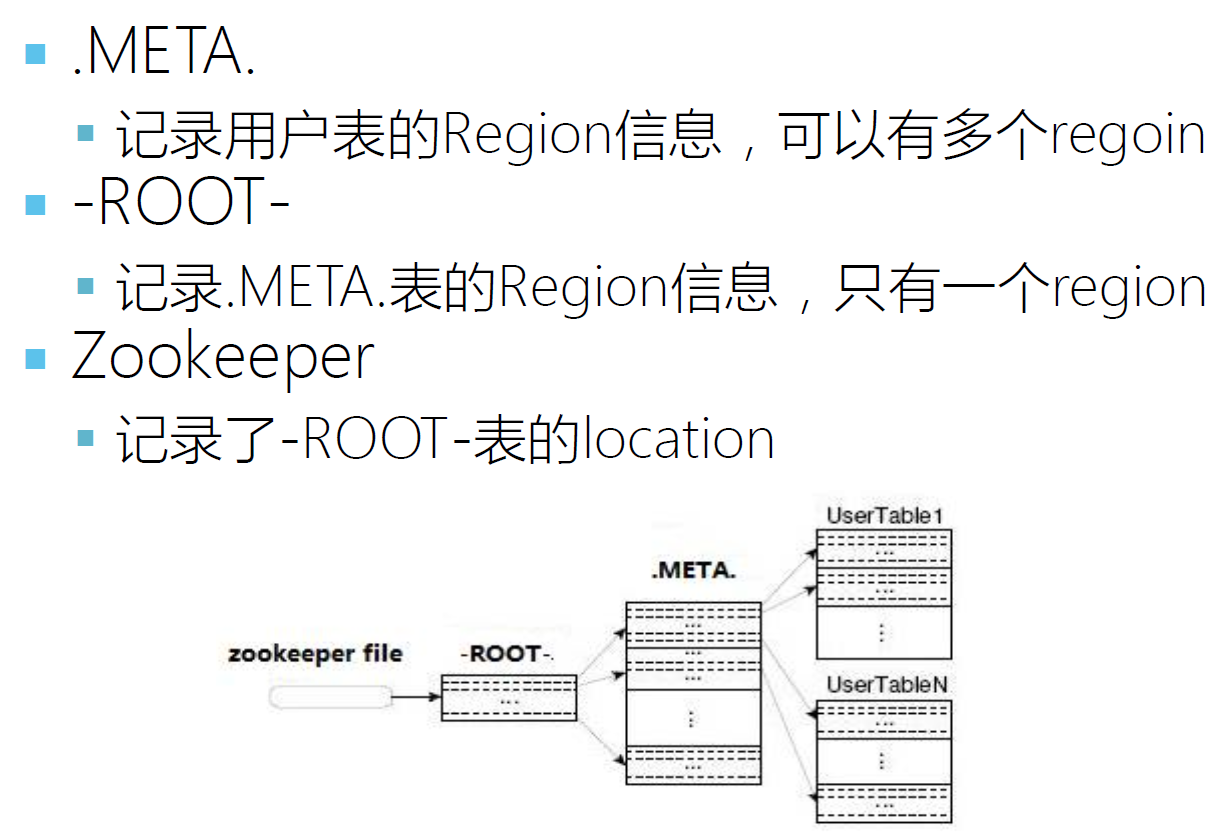 .META.
记录用户表的Region信息，可以有多个regoin
-ROOT-
记录.META.表的Region信息，只有一个region
Zookeeper
记录了-ROOT-表的location
UserTable1
.META.
...
...
...
...
...
⋮
zookeeper file
-ROOT-.
...
UserTableN
...
⋮
⋮
...
...